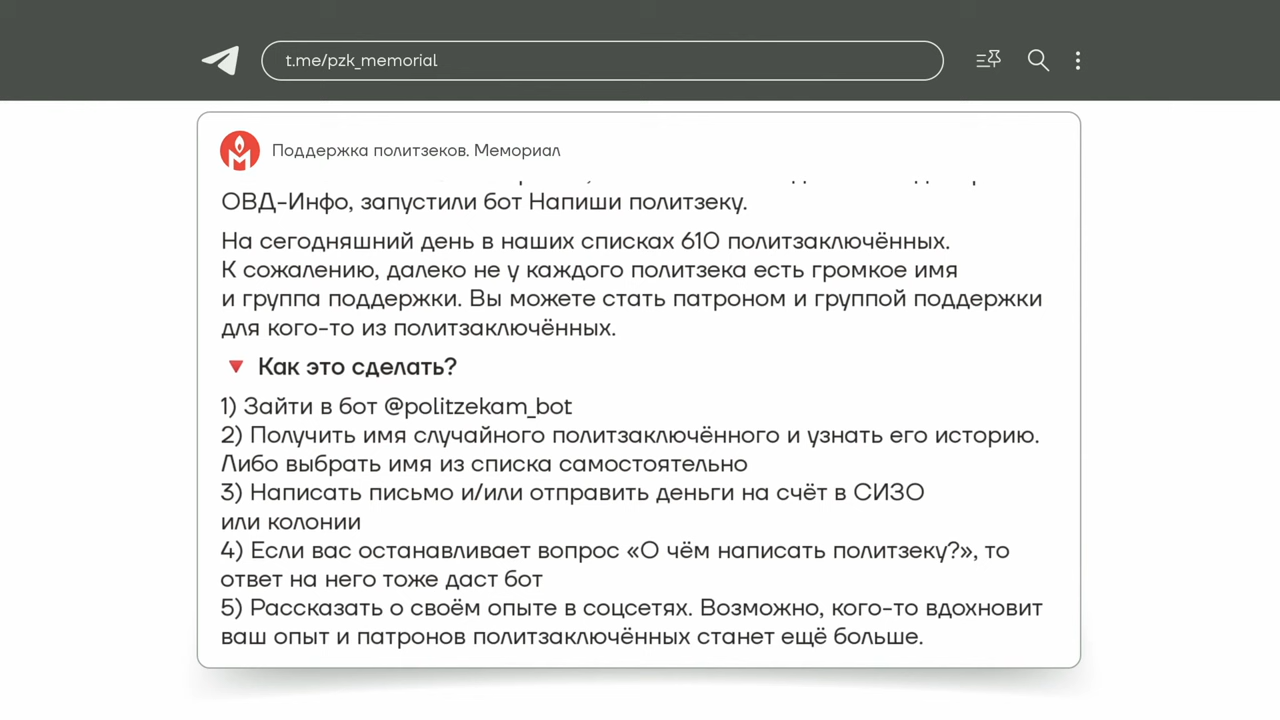 t.me/pzk_memorial
Поддержка политзеков. Мемориал
ОВД-Инфо, запустили бот Напиши политзеку.
На сегодняшний день в наших списках 610 политзаключённых.
К сожалению, далеко не у каждого политзека есть громкое имя
и группа поддержки. Вы можете стать патроном и группой поддержки
для кого-то из политзаключённых.
🔻 Как это сделать?
1) Зайти в бот @politzekam_bot
2) Получить имя случайного политзаключённого и узнать его историю.
Либо выбрать имя из списка самостоятельно
3) Написать письмо и/или отправить деньги на счёт в СИЗО
или колонии
4) Если вас останавливает вопрос «О чём написать политзеку?», то
ответ на него тоже даст бот
5) Рассказать о своём опыте в соцсетях. Возможно, кого-то вдохновит
ваш опыт и патронов политзаключённых станет ещё больше.